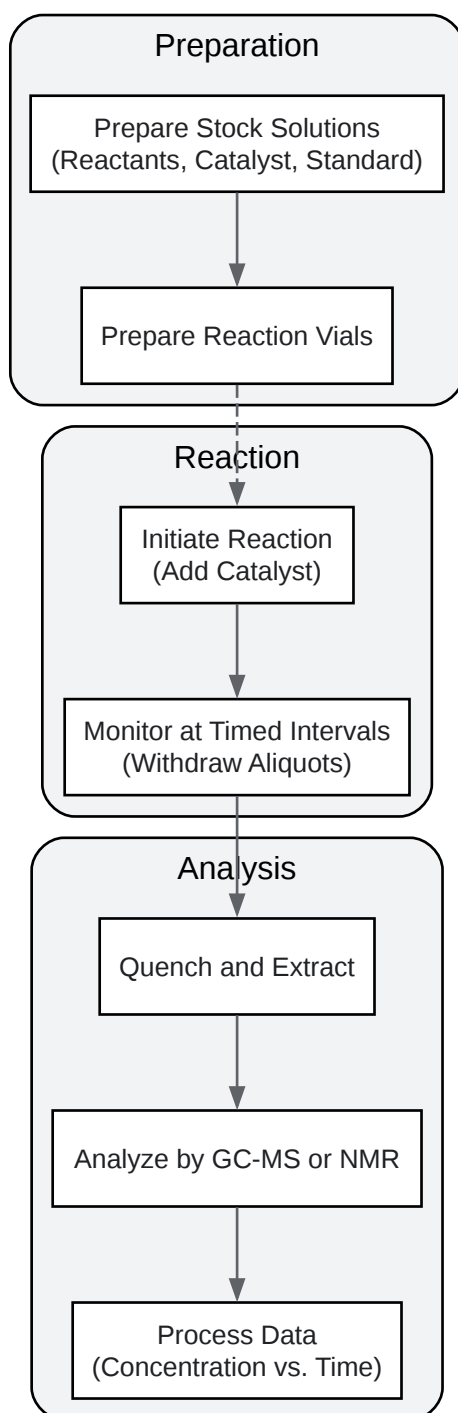 Preparation
Prepare Stock Solutions
(Reactants, Catalyst, Standard)
Prepare Reaction Vials
Reaction
Initiate Reaction
(Add Catalyst)
Monitor at Timed Intervals
(Withdraw Aliquots)
Analysis
Quench and Extract
Analyze by GC-MS or NMR
Process Data
(Concentration vs. Time)